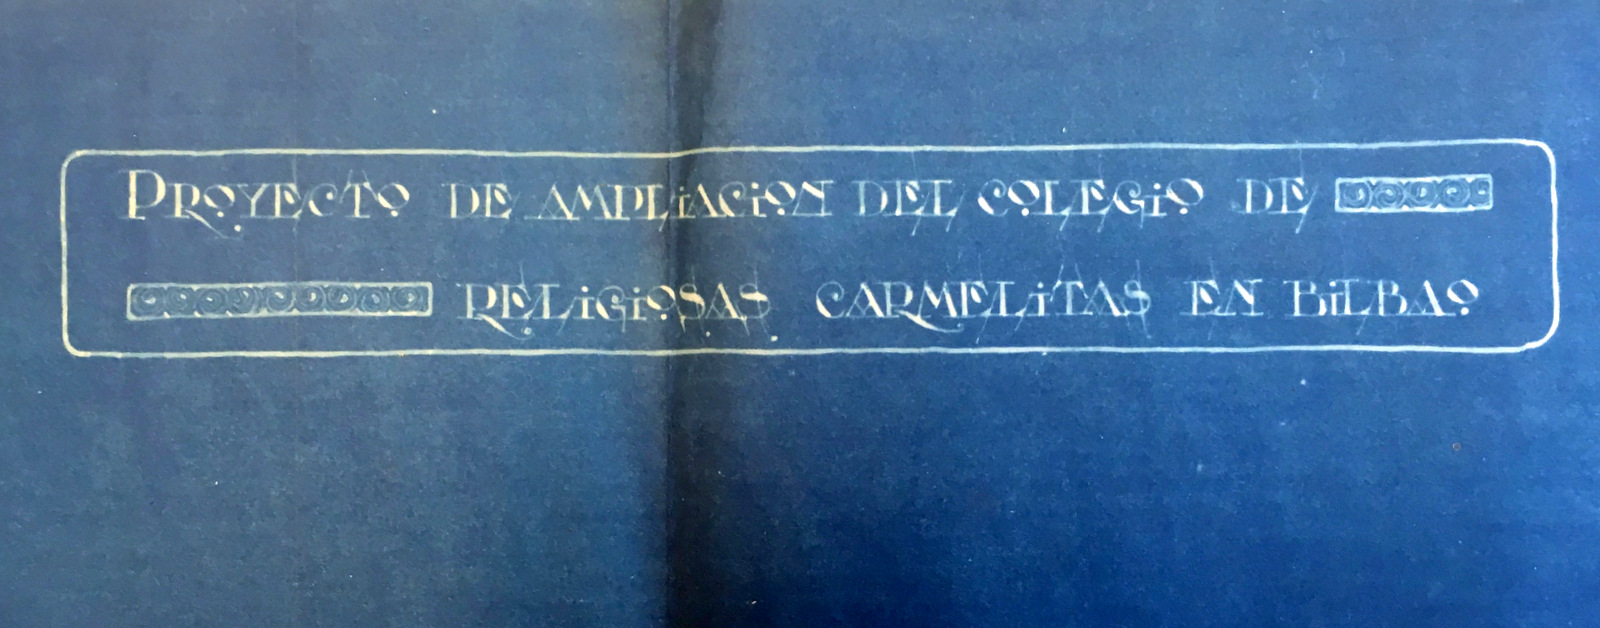 PROYECTO DE AMPLIACION DEL COLEGIO DE
RELIGIOSAS CARMELITAS EN BILBAO